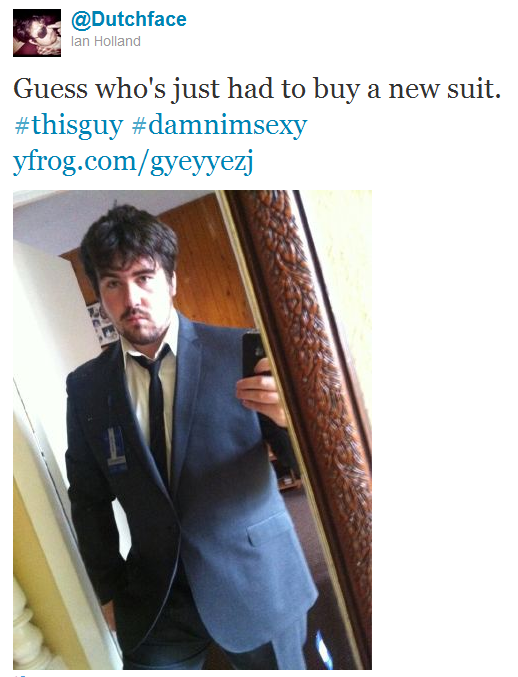 @Dutchface
Ian Holland
Guess who's just had to buy a new suit.
#thisguy #damnimsexy
yfrog.com/gyeyyezj